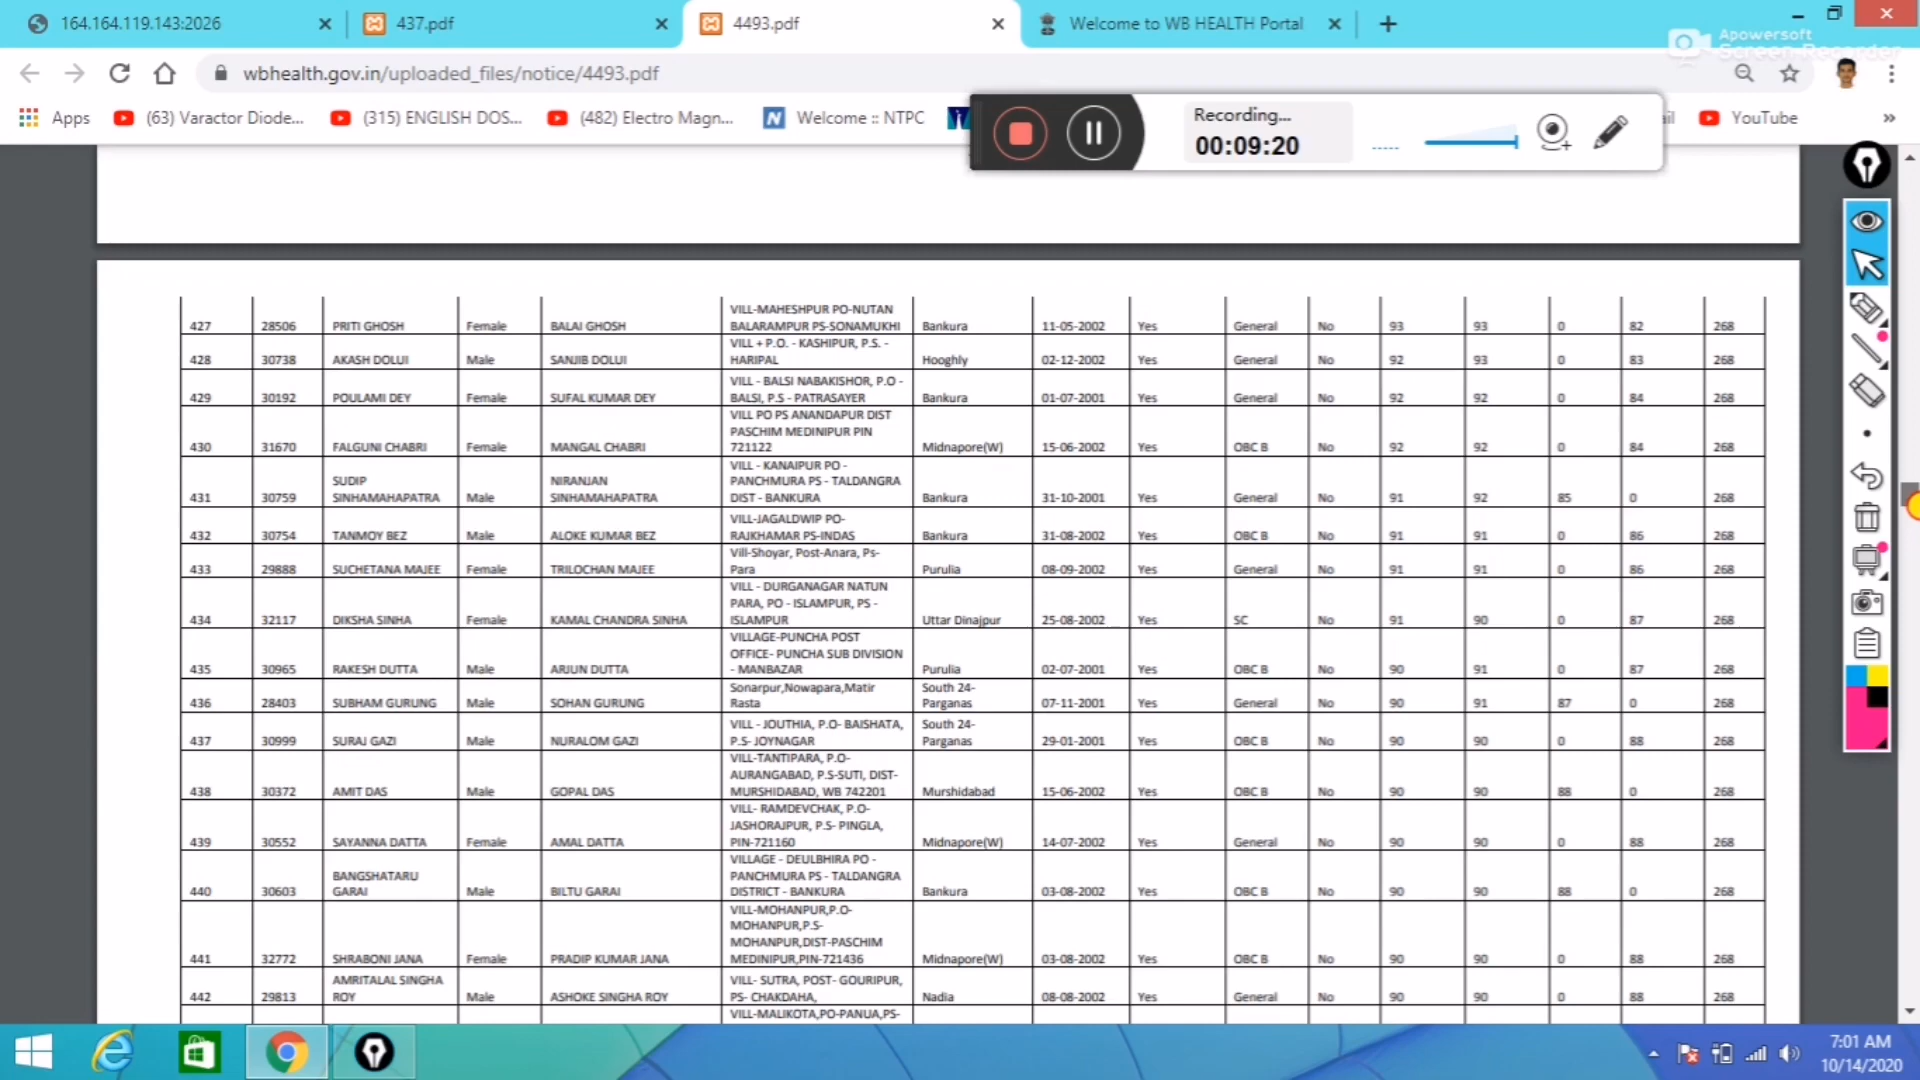 164.164.119.143:2026 437.pdf 4493.pdf Welcome to WB HEALTH Portal
Apowersoft
Screen Recorder
wbhealth.gov.in/uploaded_files/notice/4493.pdf
Apps (63) Varactor Diode... (315) ENGLISH DOS... (482) Electro Magn... Welcome :: NTPC YouTube »
Recording...
00:09:20
427 28506 PRITI GHOSH Female BALAI GHOSH VILL-MAHESHPUR PO-NUTAN BALARAMPUR PS-SONAMUKHI Bankura 11-05-2002 Yes General No 93 93 0 82 268
428 30738 AKASH DOLUI Male SANJIB DOLUI VILL + P.O. - KASHIPUR, P.S. - HARIPAL Hooghly 02-12-2002 Yes General No 92 93 0 83 268
429 30192 POULAMI DEY Female SUFAL KUMAR DEY VILL - BALSI NABAKISHOR, P.O - BALSI, P.S - PATRASAYER Bankura 01-07-2001 Yes General No 92 92 0 84 268
430 31670 FALGUNI CHABRI Female MANGAL CHABRI VILL PO PS ANANDAPUR DIST PASCHIM MEDINIPUR PIN 721122 Midnapore(W) 15-06-2002 Yes OBC B No 92 92 0 84 268
431 30759 SUDIP SINHAMAHAPATRA Male NIRANJAN SINHAMAHAPATRA VILL - KANAIPUR PO - PANCHMURA PS - TALDANGRA DIST - BANKURA Bankura 31-10-2001 Yes General No 91 92 85 0 268
432 30754 TANMOY BEZ Male ALOKE KUMAR BEZ VILL-JAGALDWIP PO-RAJKHAMAR PS-INDAS Bankura 31-08-2002 Yes OBC B No 91 91 0 86 268
433 29888 SUCHETANA MAJEE Female TRILOCHAN MAJEE Vill-Shoyar, Post-Anara, Ps-Para Purulia 08-09-2002 Yes General No 91 91 0 86 268
434 32117 DIKSHA SINHA Female KAMAL CHANDRA SINHA VILL - DURGANAGAR NATUN PARA, PO - ISLAMPUR, PS - ISLAMPUR Uttar Dinajpur 25-08-2002 Yes SC No 91 90 0 87 268
435 30965 RAKESH DUTTA Male ARJUN DUTTA VILLAGE-PUNCHA POST OFFICE- PUNCHA SUB DIVISION - MANBAZAR Purulia 02-07-2001 Yes OBC B No 90 91 0 87 268
436 28403 SUBHAM GURUNG Male SOHAN GURUNG Sonarpur,Nowapara,Matir Rasta South 24-Parganas 07-11-2001 Yes General No 90 91 87 0 268
437 30999 SURAJ GAZI Male NURALOM GAZI VILL - JOUTHIA, P.O- BAISHATA, P.S- JOYNAGAR South 24-Parganas 29-01-2001 Yes OBC B No 90 90 0 88 268
438 30372 AMIT DAS Male GOPAL DAS VILL-TANTIPARA, P.O-AURANGABAD, P.S-SUTI, DIST-MURSHIDABAD, WB 742201 Murshidabad 15-06-2002 Yes OBC B No 90 90 88 0 268
439 30552 SAYANNA DATTA Female AMAL DATTA VILL- RAMDEVCHAK, P.O-JASHORAJPUR, P.S- PINGLA, PIN-721160 Midnapore(W) 14-07-2002 Yes General No 90 90 0 88 268
440 30603 BANGSHATARU GARAI Male BILTU GARAI VILLAGE - DEULBHIRA PO - PANCHMURA PS - TALDANGRA DISTRICT - BANKURA Bankura 03-08-2002 Yes OBC B No 90 90 88 0 268
441 32772 SHRABONI JANA Female PRADIP KUMAR JANA VILL-MOHANPUR,P.O-MOHANPUR,P.S-MOHANPUR,DIST-PASCHIM MEDINIPUR,PIN-721436 Midnapore(W) 03-08-2002 Yes OBC B No 90 90 0 88 268
442 29813 AMRITALAL SINGHA ROY Male ASHOKE SINGHA ROY VILL- SUTRA, POST- GOURIPUR, PS- CHAKDAHA, Nadia 08-08-2002 Yes General No 90 90 0 88 268
VILL-MALIKOTA,PO-PANUA,PS-
7:01 AM
10/14/2020